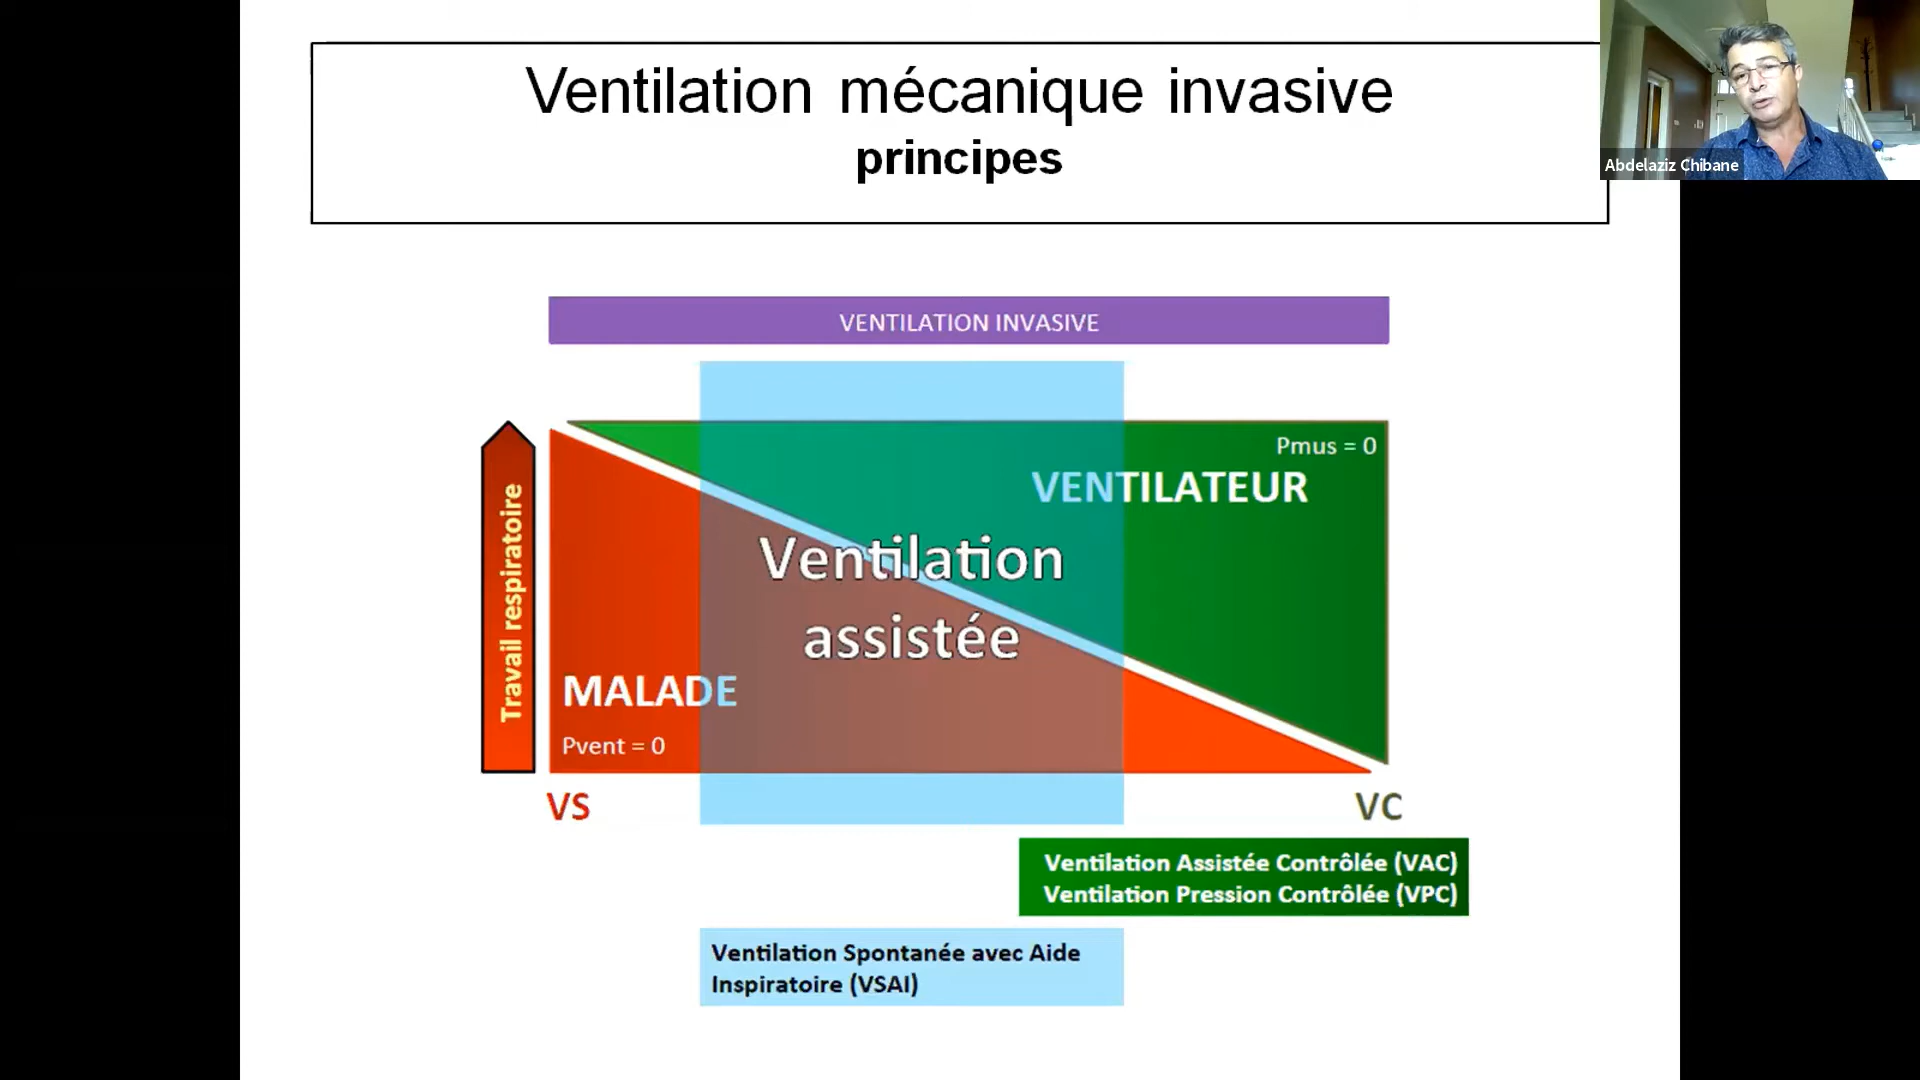 Ventilation mécanique invasive
principes
Abdelaziz Chibane
VENTILATION INVASIVE
Travail respiratoire
Pmus = 0
VENTILATEUR
Ventilation
assistée
MALADE
Pvent = 0
VS
VC
Ventilation Assistée Contrôlée (VAC)
Ventilation Pression Contrôlée (VPC)
Ventilation Spontanée avec Aide
Inspiratoire (VSAI)